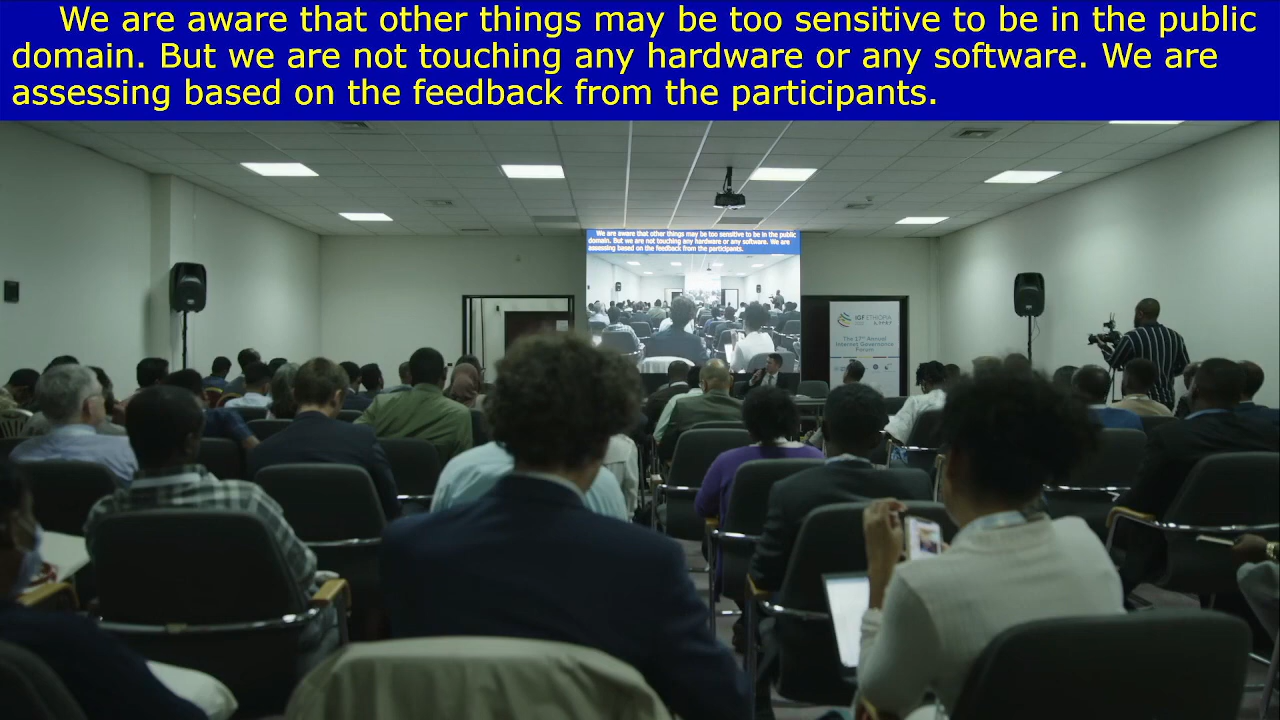 We are aware that other things may be too sensitive to be in the public
domain. But we are not touching any hardware or any software. We are
assessing based on the feedback from the participants.
We are aware that other things may be too sensitive to be in the public
domain. But we are not touching any hardware or any software. We are
assessing based on the feedback from the participants.
IGF ETHIOPIA
The 17th Annual
Internet Governance
Forum